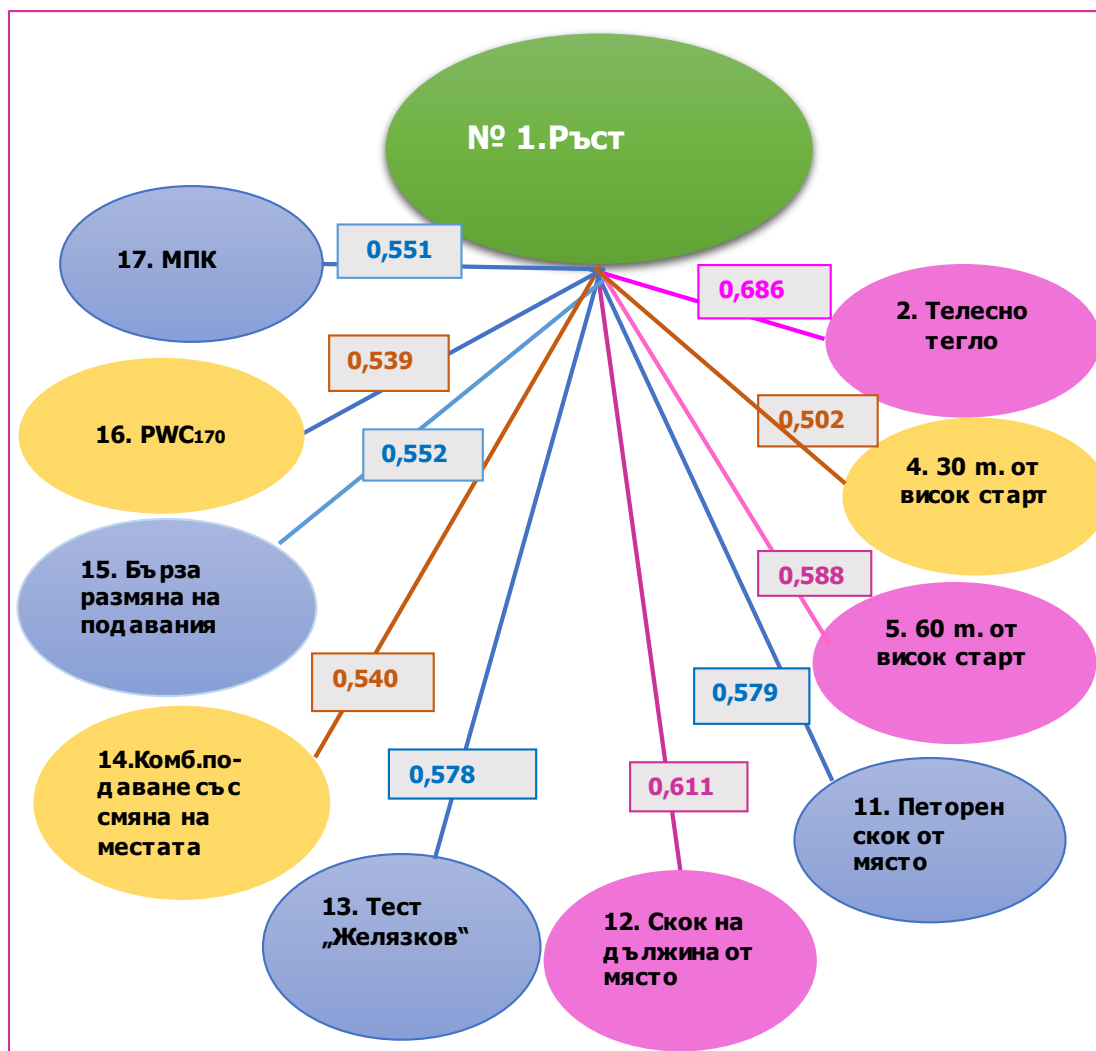 № 1.Ръст
0,551
17. МПК
0,686
2. Телесно
тегло
0,539
16. PWC170
0,502
4. 30 m. от
висок старт
0,552
15. Бърза
размяна на
подавания
0,588
5. 60 m. от
висок старт
0,540
14.Комб.по-
даване със
смяна на
местата
0,579
11. Петорен
скок от
място
0,578
13. Тест
„Желязков“
0,611
12. Скок на
дължина от
място